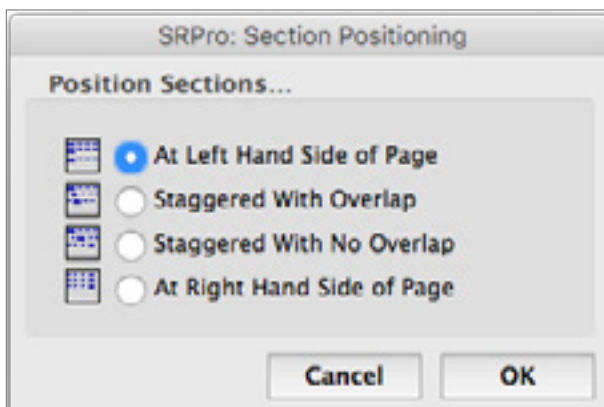 SRPro: Section Positioning
Position Sections...
At Left Hand Side of Page
Staggered With Overlap
Staggered With No Overlap
At Right Hand Side of Page
Cancel OK